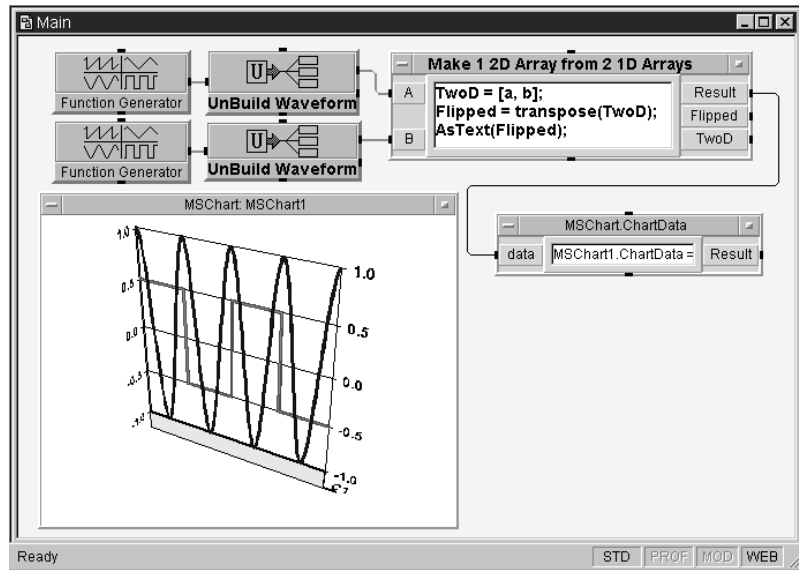 Main
Function Generator
UnBuild Waveform
Make 1 2D Array from 2 1D Arrays
A
TwoD = [a, b];
Flipped = transpose(TwoD);
AsText(Flipped);
B
Result
Flipped
TwoD
Function Generator
UnBuild Waveform
MSChart: MSChart1
1.0
0.5
0.0
-0.5
-1.0
1.0
0.5
0.0
-0.5
-1.0
MSChart.ChartData
data
MSChart1.ChartData =
Result
Ready
STD
PROF
MOD
WEB